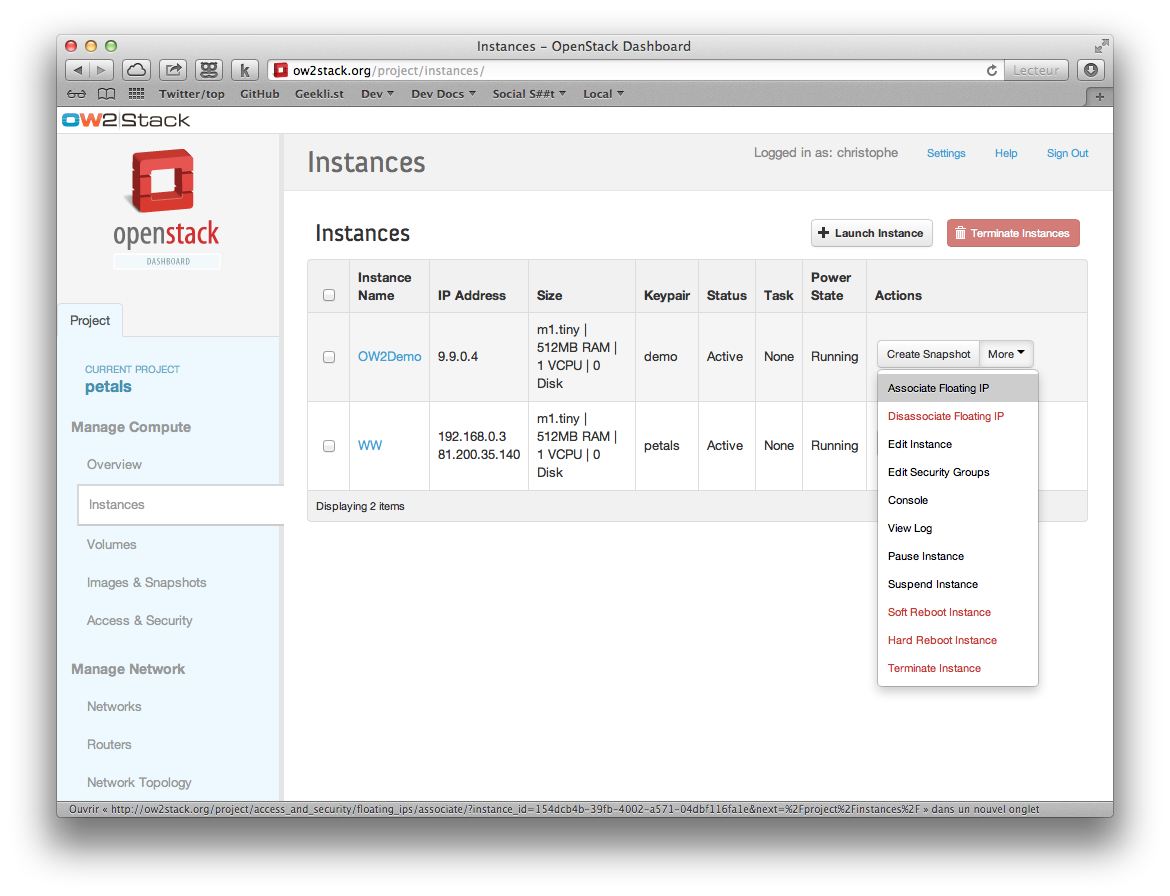 Instances – OpenStack Dashboard
k
ow2stack.org/project/instances/
Lecteur
Twitter/top GitHub Geekli.st Dev Dev Docs Social S##t Local
+
OW2Stack
openstack
DASHBOARD
Project
CURRENT PROJECT
petals
Manage Compute
Overview
Instances
Volumes
Images & Snapshots
Access & Security
Manage Network
Networks
Routers
Network Topology
Instances
Logged in as: christophe Settings Help Sign Out
Instances
+ Launch Instance
Terminate Instances
Instance Name IP Address Size Keypair Status Task Power State Actions
OW2Demo 9.9.0.4 m1.tiny | 512MB RAM | 1 VCPU | 0 Disk demo Active None Running Create Snapshot More
WW 192.168.0.3 81.200.35.140 m1.tiny | 512MB RAM | 1 VCPU | 0 Disk petals Active None Running
Displaying 2 items
Associate Floating IP
Disassociate Floating IP
Edit Instance
Edit Security Groups
Console
View Log
Pause Instance
Suspend Instance
Soft Reboot Instance
Hard Reboot Instance
Terminate Instance
Ouvrir « http://ow2stack.org/project/access_and_security/floating_ips/associate/?instance_id=154dcb4b-39fb-4002-a571-04dbf116fa1e&next=%2Fproject%2Finstances%2F » dans un nouvel onglet